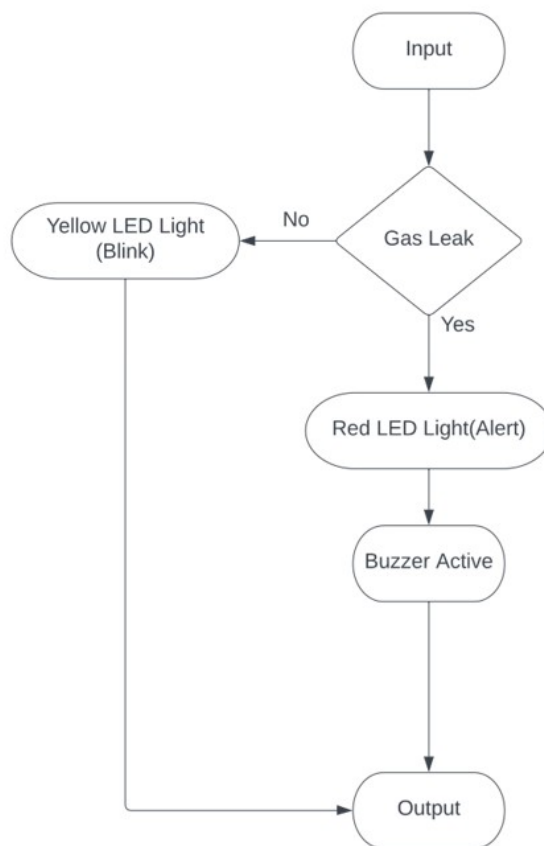 Input
Gas Leak
No
Yellow LED Light
(Blink)
Yes
Red LED Light(Alert)
Buzzer Active
Output